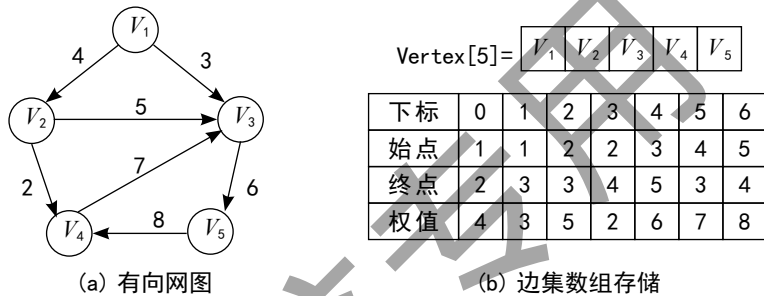 V1
4
3
V2
5
V3
7
2
6
V4
8
V5
(a) 有向网图
Vertex[5]= V1 V2 V3 V4 V5
下标 0 1 2 3 4 5 6
始点 1 1 2 2 3 4 5
终点 2 3 3 4 5 3 4
权值 4 3 5 2 6 7 8
(b) 边集数组存储
专用